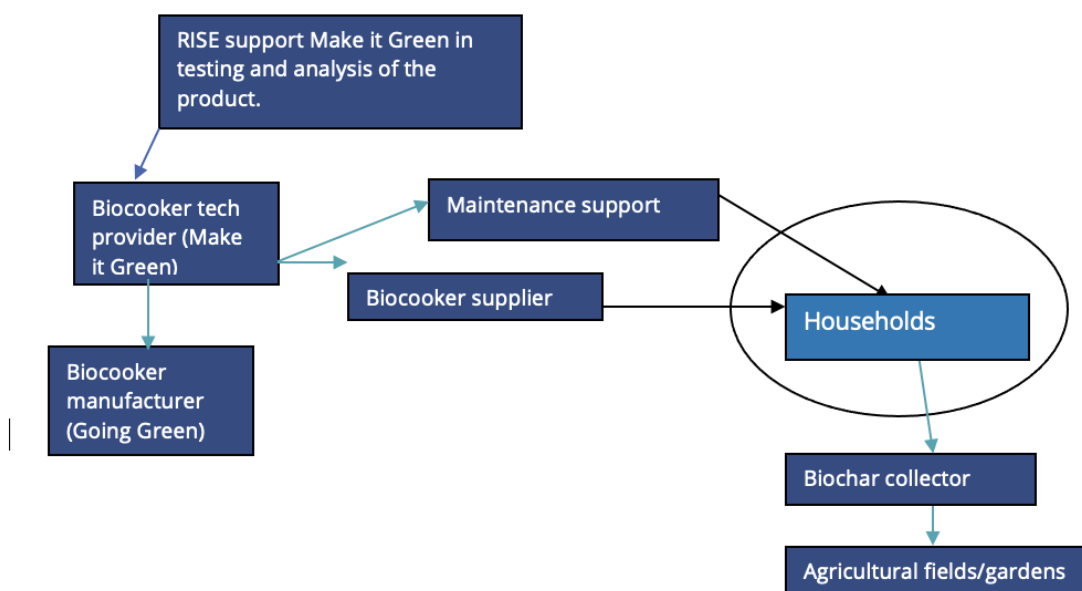 RISE support Make it Green in
testing and analysis of the
product.
Biocooker tech
provider (Make
it Green)
Maintenance support
Biocooker supplier
Households
Biocooker
manufacturer
(Going Green)
Biochar collector
Agricultural fields/gardens